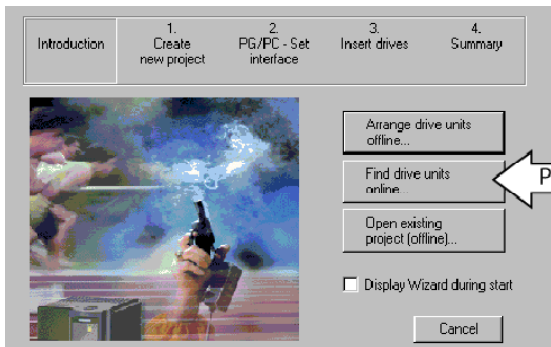 Introduction
1.
Create
new project
2.
PG/PC - Set
interface
3.
Insert drives
4.
Summary
Arrange drive units
offline...
Find drive units
online...
P
Open existing
project (offline)...
Display Wizard during start
Cancel